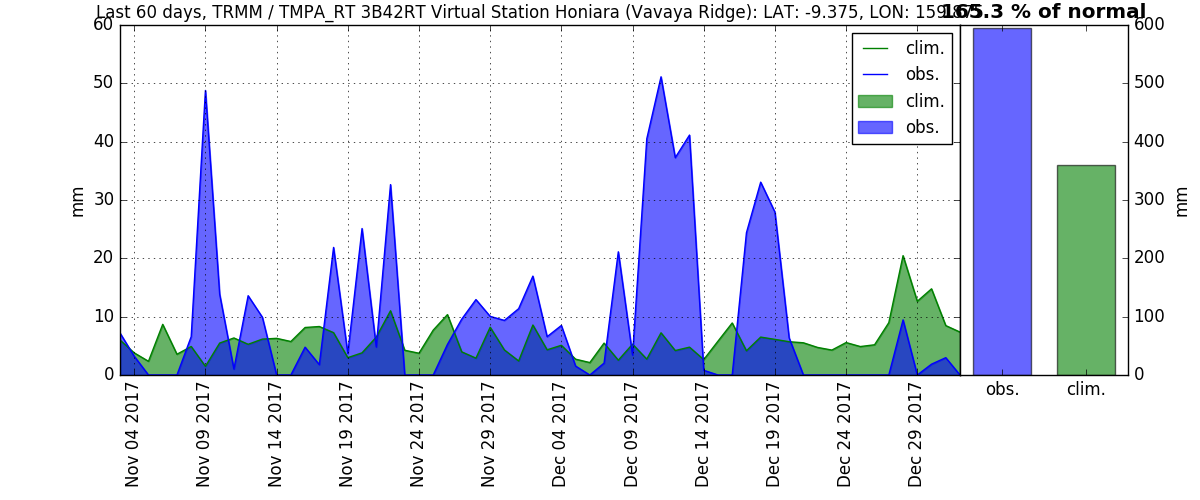 Last 60 days, TRMM / TMPA_RT 3B42RT Virtual Station Honiara (Vavaya Ridge): LAT: -9.375, LON:
165.3 % of normal
60
50
40
30
20
10
0
mm
clim.
obs.
clim.
obs.
600
500
400
300
200
100
0
mm
obs.
clim.
Nov 04 2017
Nov 09 2017
Nov 14 2017
Nov 19 2017
Nov 24 2017
Nov 29 2017
Dec 04 2017
Dec 09 2017
Dec 14 2017
Dec 19 2017
Dec 24 2017
Dec 29 2017